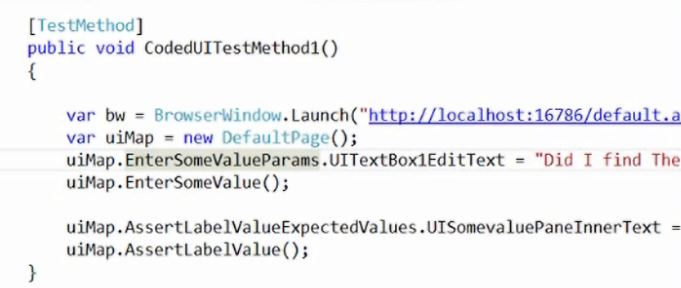 [TestMethod]
public void CodedUITestMethod1()
{
var bw = BrowserWindow.Launch("http://localhost:16786/default.a
var uiMap = new DefaultPage();
uiMap.EnterSomeValueParams.UITextBox1EditText = "Did I find The
uiMap.EnterSomeValue();
uiMap.AssertLabelValueExpectedValues.UISomevaluePaneInnerText =
uiMap.AssertLabelValue();
}